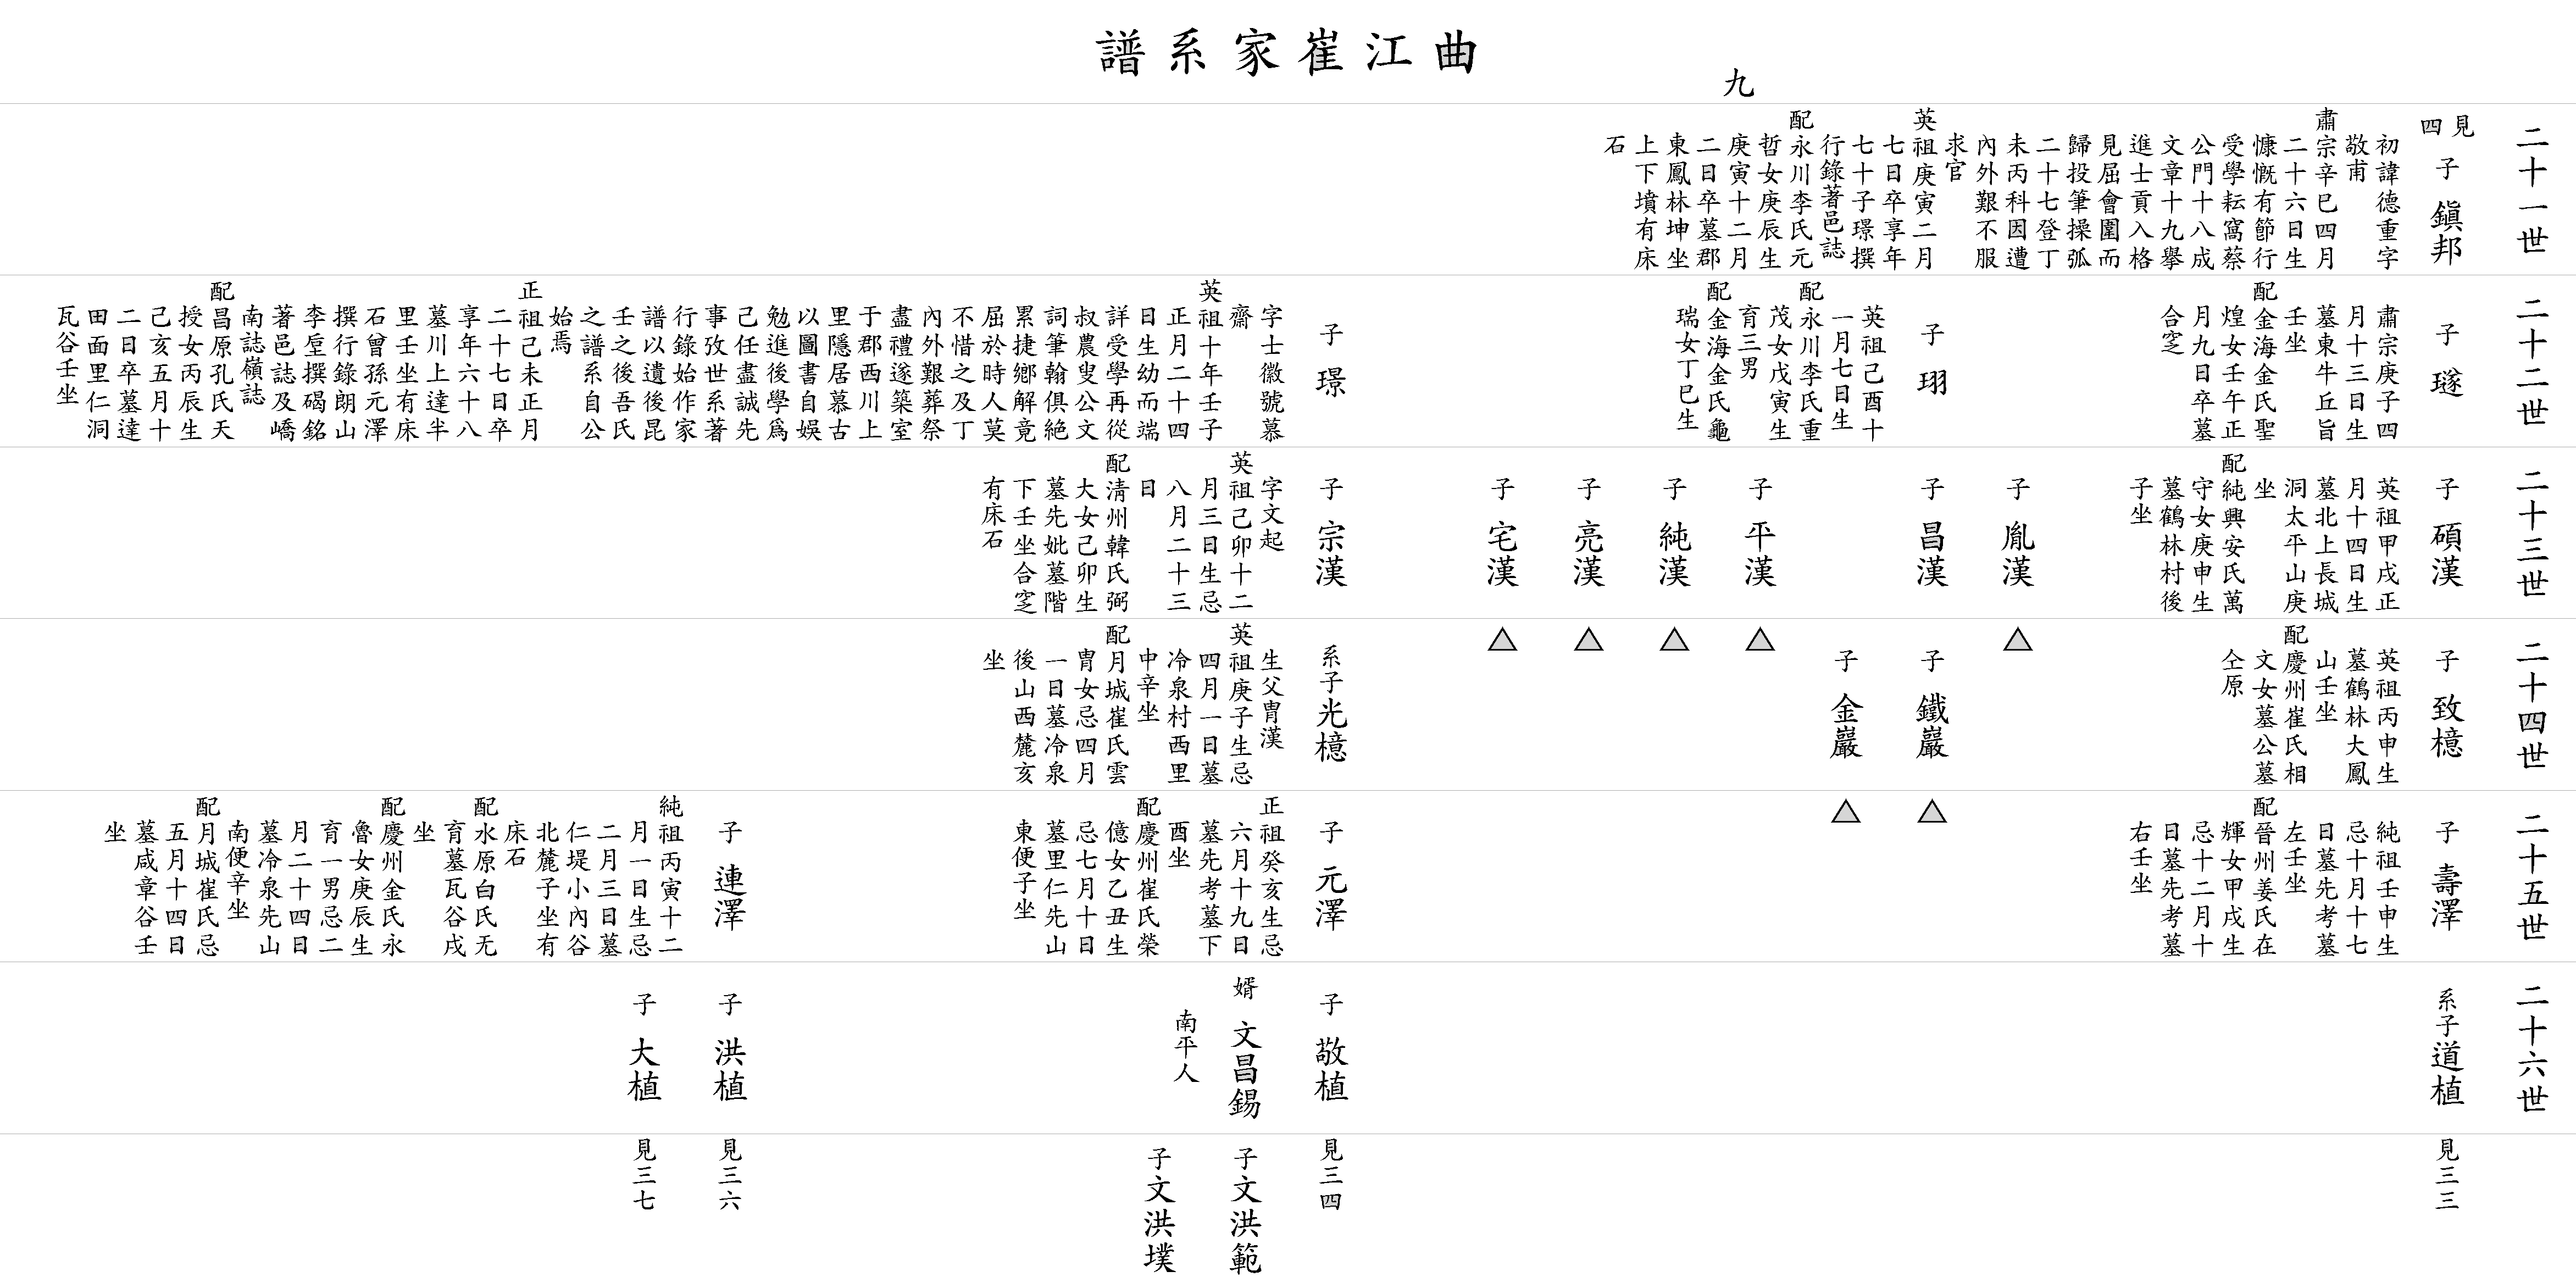 曲江崔家系譜
九
二十一世
見四
子 鎭邦
初諱德重字
敬甫
肅宗辛巳四月
二十六日生
慷慨有節行
受學耘窩蔡
公門十八成
文章十九擧
進士貢入格
見屈會圍而
歸投筆操弧
二十七登丁
未丙科因遭
內外艱不服
求官
英祖庚寅二月
七日卒享年
七十子璟撰
行錄著邑誌
配永川李氏元
哲女庚辰生
庚寅十二月
二日卒墓郡
東鳳林坤坐
上下墳有床
石
二十二世
子 璲
肅宗庚子四
月十三日生
墓東牛丘旨
壬坐
配金海金氏聖
煌女壬午正
月九日卒墓
合窆
子 珝
英祖己酉十
一月七日生
配永川李氏重
茂女戊寅生
育三男
配金海金氏龜
瑞女丁巳生
子 璟
字士徽號慕
齋
英祖十年壬子
正月二十四
日生幼而端
詳受學再從
叔農叟公文
詞筆翰俱絶
累捷鄕解竟
屈於時人莫
不惜之及丁
內外艱葬祭
盡禮遂築室
于郡西川上
里隱居慕古
以圖書自娛
勉進後學爲
己任盡誠先
事攷世系著
行錄始作家
譜以遺後昆
壬之後吾氏
之譜系自公
始焉
正祖己未正月
二十七日卒
享年六十八
墓川上達半
里壬坐有床
石曾孫元澤
撰行錄朗山
李垕撰碣銘
著邑誌及嶠
南誌嶺誌
配昌原孔氏天
授女丙辰生
己亥五月十
二日卒墓達
田面里仁洞
瓦谷壬坐
二十三世
子 碩漢
英祖甲戌正
月十四日生
墓北上長城
洞太平山庚
坐
配純興安氏萬
守女庚申生
墓鶴林村後
子坐
子 胤漢
子 昌漢
子 平漢
子 純漢
子 亮漢
子 宅漢
子 宗漢
字文起
英祖己卯十二
月三日生忌
八月二十三
日
配淸州韓氏弼
大女己卯生
墓先妣墓階
下壬坐合窆
有床石
二十四世
子 致檍
英祖丙申生
墓鶴林大鳳
山壬坐
配慶州崔氏相
文女墓公墓
仝原
子 鐵巖
子 金巖
系子光檍
生父胄漢
英祖庚子生忌
四月一日墓
冷泉村西里
申辛坐
配月城崔氏雲
胄女忌四月
一日墓冷泉
後山西麓亥
坐
二十五世
子 壽澤
純祖壬申生
忌十月十七
日墓先考墓
左壬坐
配晉州姜氏在
輝女甲戌生
忌十二月十
日墓先考墓
右壬坐
子 元澤
正祖癸亥生忌
六月十九日
墓先考墓下
酉坐
配慶州崔氏榮
億女乙丑生
忌七月十日
墓里仁先山
東便子坐
子 連澤
純祖丙寅十二
月一日生忌
二月三日墓
仁堤小內谷
北麓子坐有
床石
配水原白氏无
育墓瓦谷戌
坐
配慶州金氏永
魯女庚辰生
育一男忌二
月二十四日
墓冷泉先山
南便辛坐
配月城崔氏忌
五月十四日
墓咸章谷壬
坐
二十六世
系子道植
子 敬植
婿 文昌錫
南平人
子 洪植
子 大植
見三三
見三四
子文洪範
子文洪墣
見三六
見三七